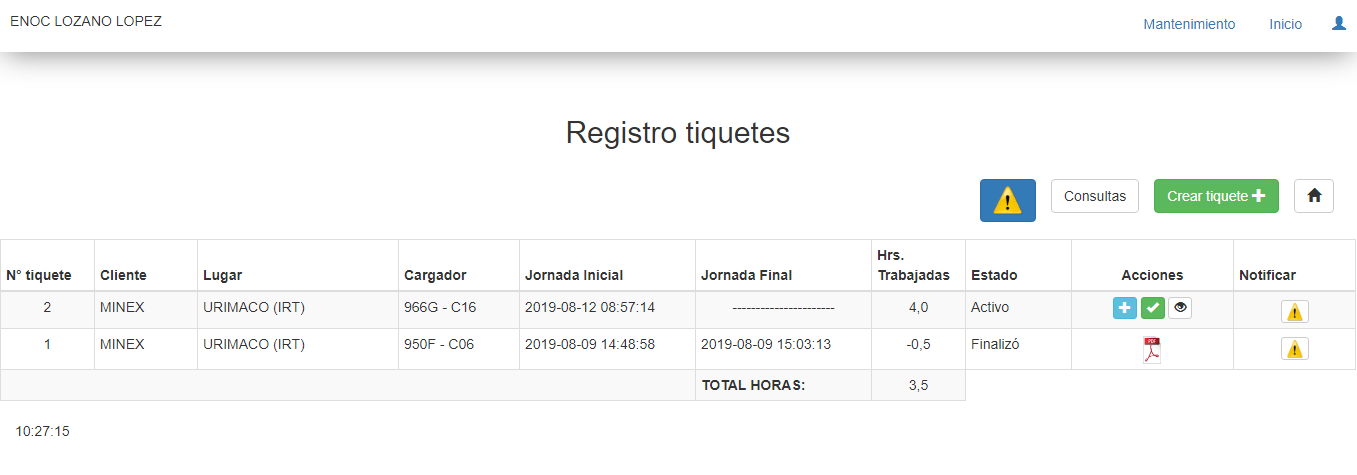 ENOC LOZANO LOPEZ
Mantenimiento Inicio
Registro tiquetes
Consultas Crear tiquete
N° tiquete Cliente Lugar Cargador Jornada Inicial Jornada Final Hrs. Trabajadas Estado Acciones Notificar
2 MINEX URIMACO (IRT) 966G - C16 2019-08-12 08:57:14 ---------------------- 4,0 Activo
1 MINEX URIMACO (IRT) 950F - C06 2019-08-09 14:48:58 2019-08-09 15:03:13 -0,5 Finalizó PDF
TOTAL HORAS: 3,5
10:27:15